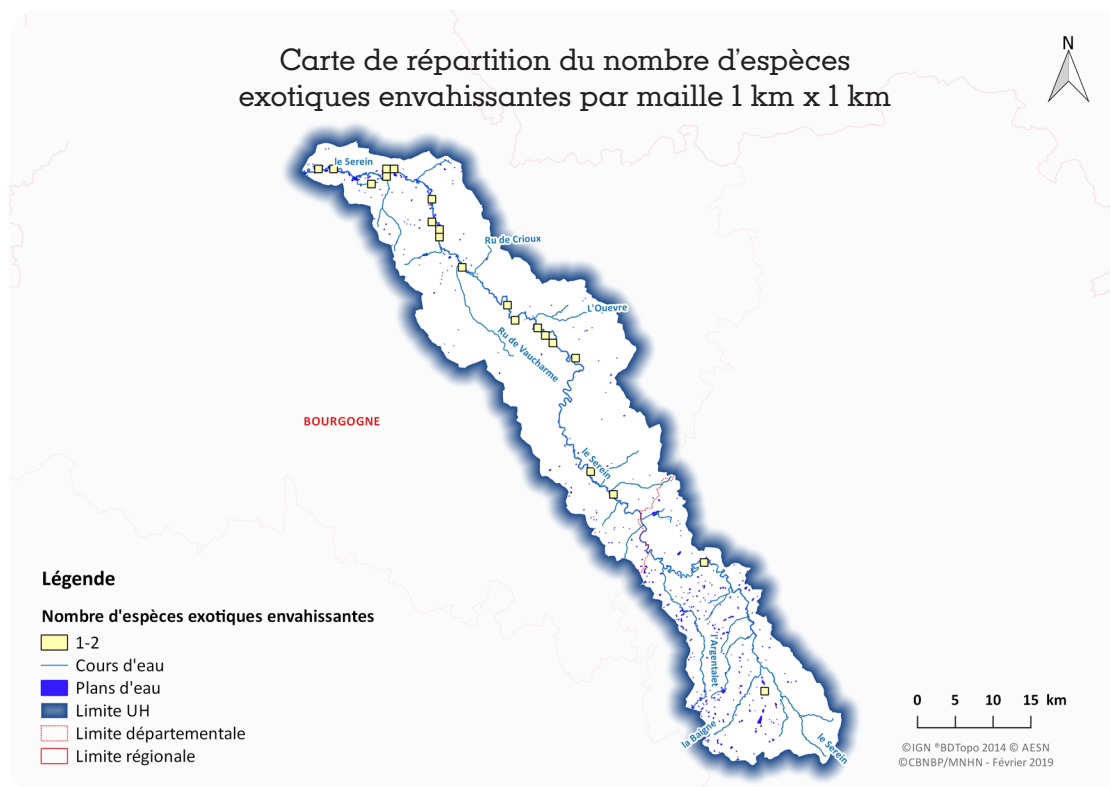 Carte de répartition du nombre d'espèces
exotiques envahissantes par maille 1 km x 1 km
N
le Serein
Ru de Crioux
L'Ouevre
Ru de Vaucharme
BOURGOGNE
le Serein
l'Argentalet
la Baigne
le Serein
Légende
Nombre d'espèces exotiques envahissantes
1-2
Cours d'eau
Plans d'eau
Limite UH
Limite départementale
Limite régionale
0 5 10 15 km
©IGN ®BDTopo 2014 © AESN
©CBNBP/MNHN - Février 2019